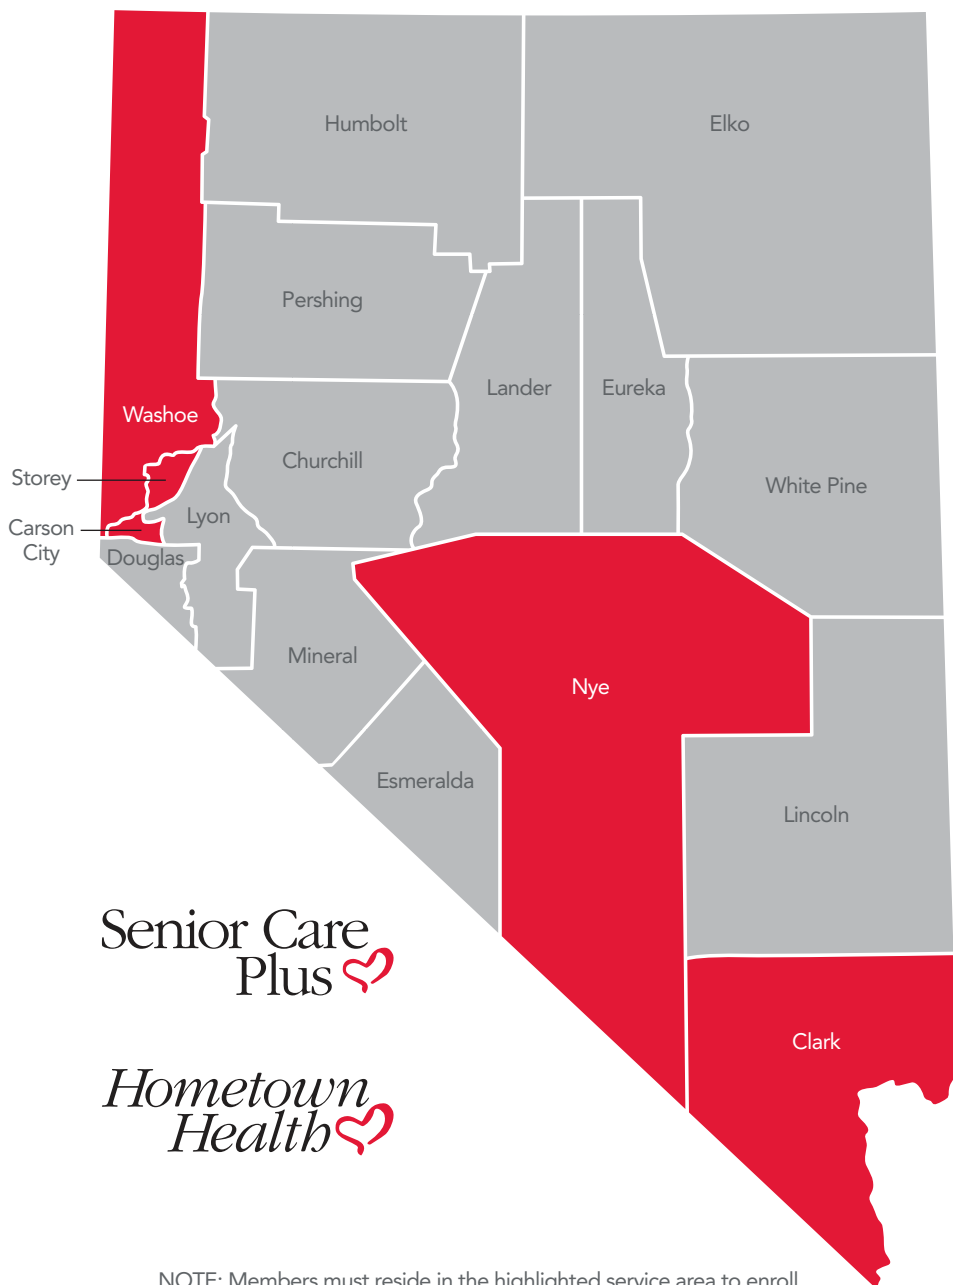 Humbolt
Elko
Pershing
Lander
Eureka
Washoe
Churchill
Storey
White Pine
Lyon
Carson
City
Douglas
Mineral
Nye
Esmeralda
Lincoln
Senior Care
Plus
Clark
Hometown
Health
NOTE: Members must reside in the highlighted service area to enroll